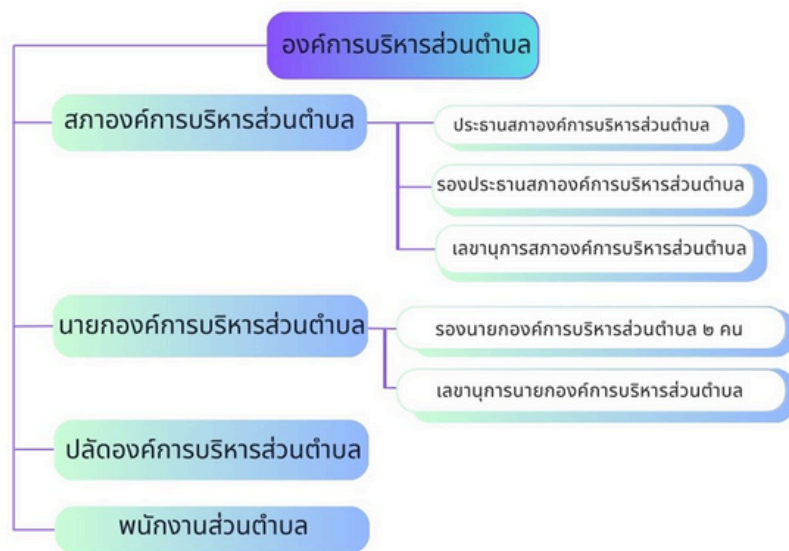 องค์การบริหารส่วนตำบล
สภาองค์การบริหารส่วนตำบล
ประธานสภาองค์การบริหารส่วนตำบล
รองประธานสภาองค์การบริหารส่วนตำบล
เลขานุการสภาองค์การบริหารส่วนตำบล
นายกองค์การบริหารส่วนตำบล
รองนายกองค์การบริหารส่วนตำบล ๒ คน
เลขานุการนายกองค์การบริหารส่วนตำบล
ปลัดองค์การบริหารส่วนตำบล
พนักงานส่วนตำบล